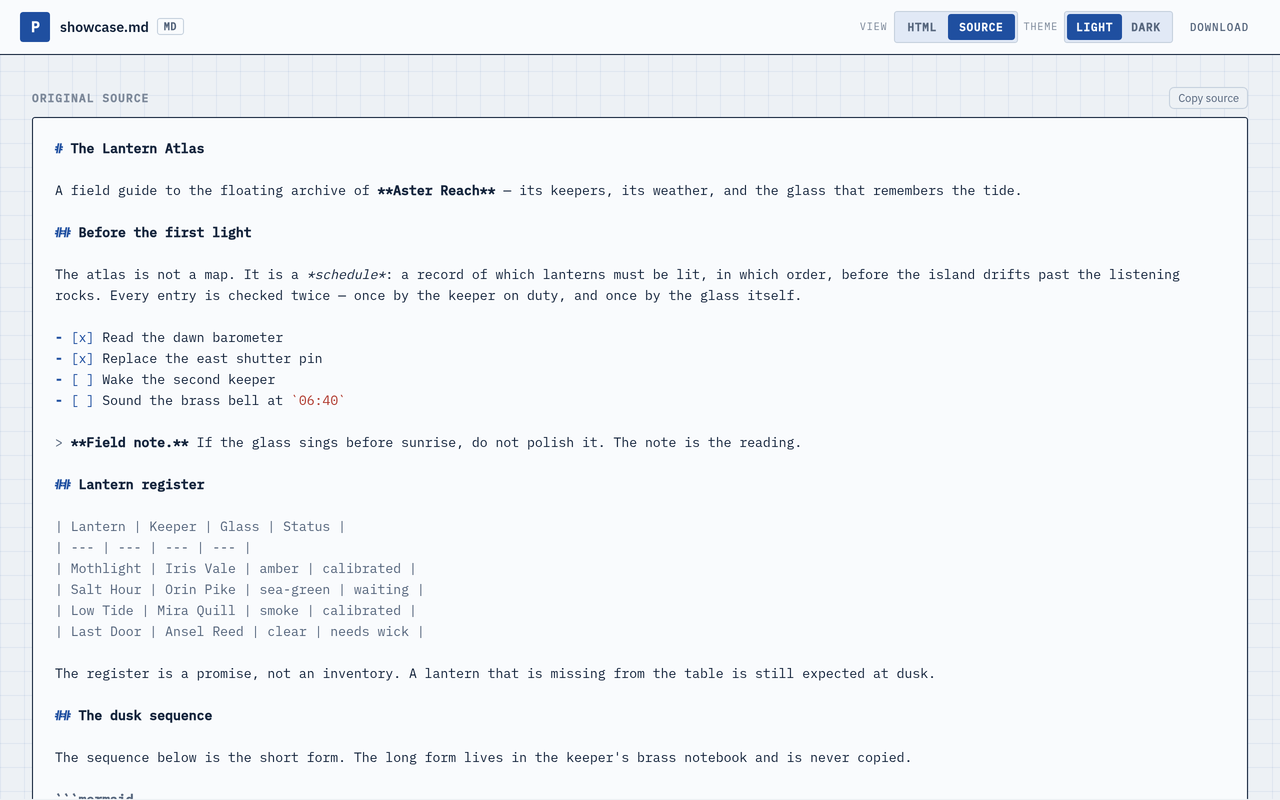 P showcase.md MD VIEW HTML SOURCE THEME LIGHT DARK DOWNLOAD
ORIGINAL SOURCE Copy source
# The Lantern Atlas
A field guide to the floating archive of **Aster Reach** — its keepers, its weather, and the glass that remembers the tide.
## Before the first light
The atlas is not a map. It is a *schedule*: a record of which lanterns must be lit, in which order, before the island drifts past the listening
rocks. Every entry is checked twice — once by the keeper on duty, and once by the glass itself.
- [x] Read the dawn barometer
- [x] Replace the east shutter pin
- [ ] Wake the second keeper
- [ ] Sound the brass bell at `06:40`
> **Field note.** If the glass sings before sunrise, do not polish it. The note is the reading.
## Lantern register
| Lantern | Keeper | Glass | Status |
| --- | --- | --- | --- |
| Mothlight | Iris Vale | amber | calibrated |
| Salt Hour | Orin Pike | sea-green | waiting |
| Low Tide | Mira Quill | smoke | calibrated |
| Last Door | Ansel Reed | clear | needs wick |
The register is a promise, not an inventory. A lantern that is missing from the table is still expected at dusk.
## The dusk sequence
The sequence below is the short form. The long form lives in the keeper's brass notebook and is never copied.
```mermaid